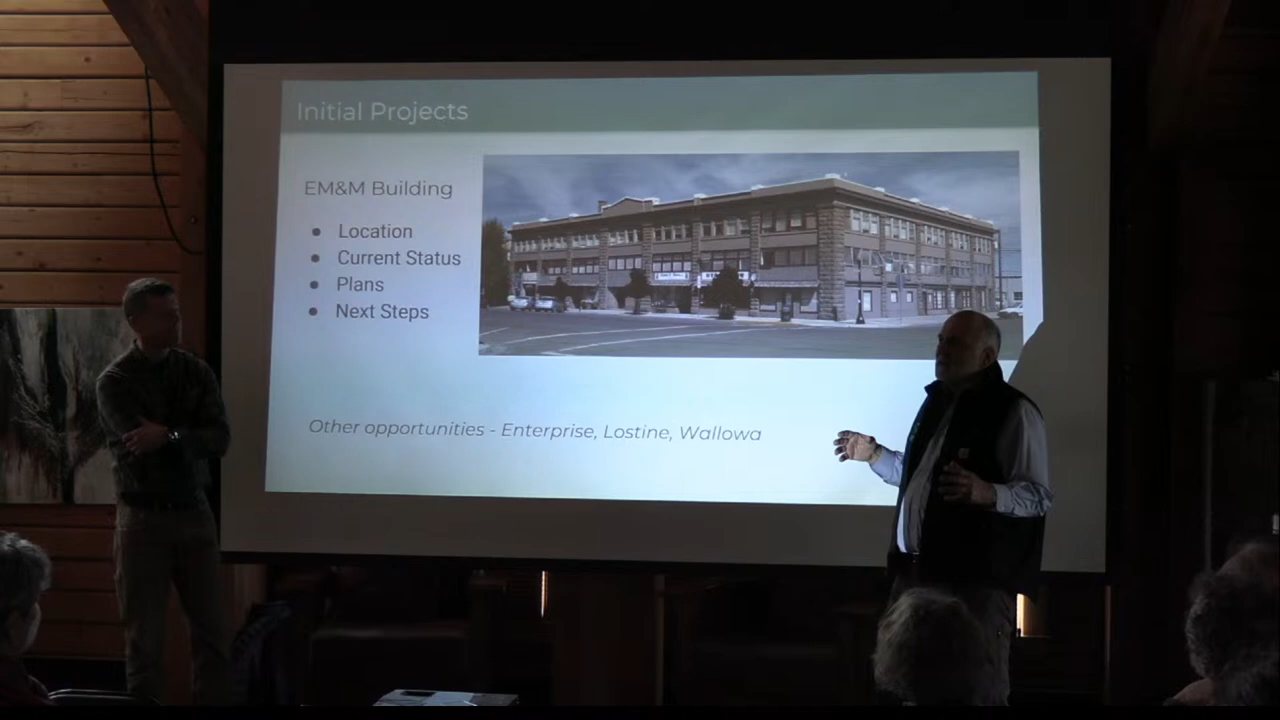 Initial Projects
EM&M Building
● Location
● Current Status
● Plans
● Next Steps
Other opportunities - Enterprise, Lostine, Wallowa